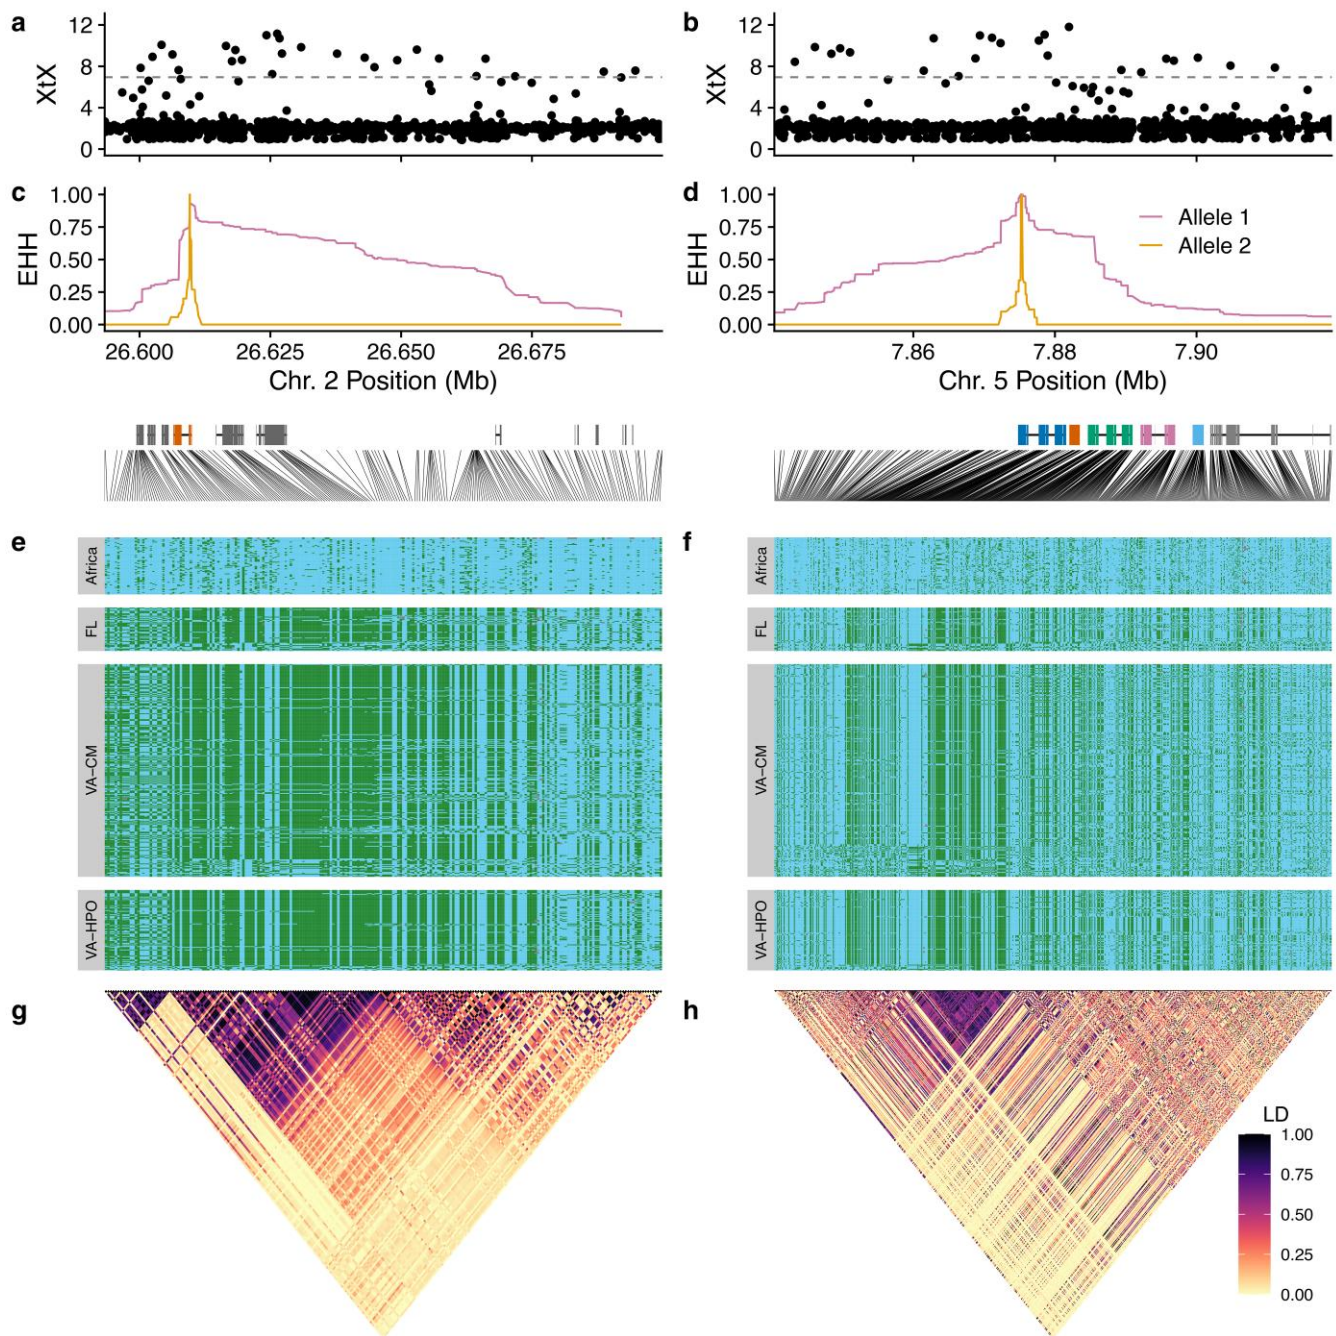 a
XtX
12
8
4
0
b
XtX
12
8
4
0
c
EHH
1.00
0.75
0.50
0.25
0.00
26.600 26.625 26.650 26.675
Chr. 2 Position (Mb)
d
EHH
1.00
0.75
0.50
0.25
0.00
Allele 1
Allele 2
7.86 7.88 7.90
Chr. 5 Position (Mb)
e
Africa
FL
VA−CM
VA−HPO
f
Africa
FL
VA−CM
VA−HPO
g
h
LD
1.00
0.75
0.50
0.25
0.00